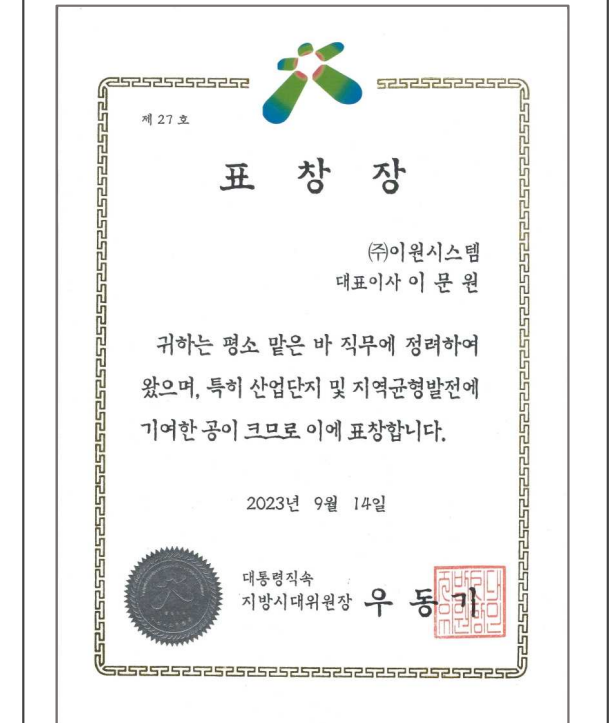 제 27 호
표 창 장
㈜이원시스템
대표이사 이 문 원
귀하는 평소 맡은 바 직무에 정려하여
왔으며, 특히 산업단지 및 지역균형발전에
기여한 공이 크므로 이에 표창합니다.
2023년 9월 14일
대통령직속
지방시대위원장 우 동 기